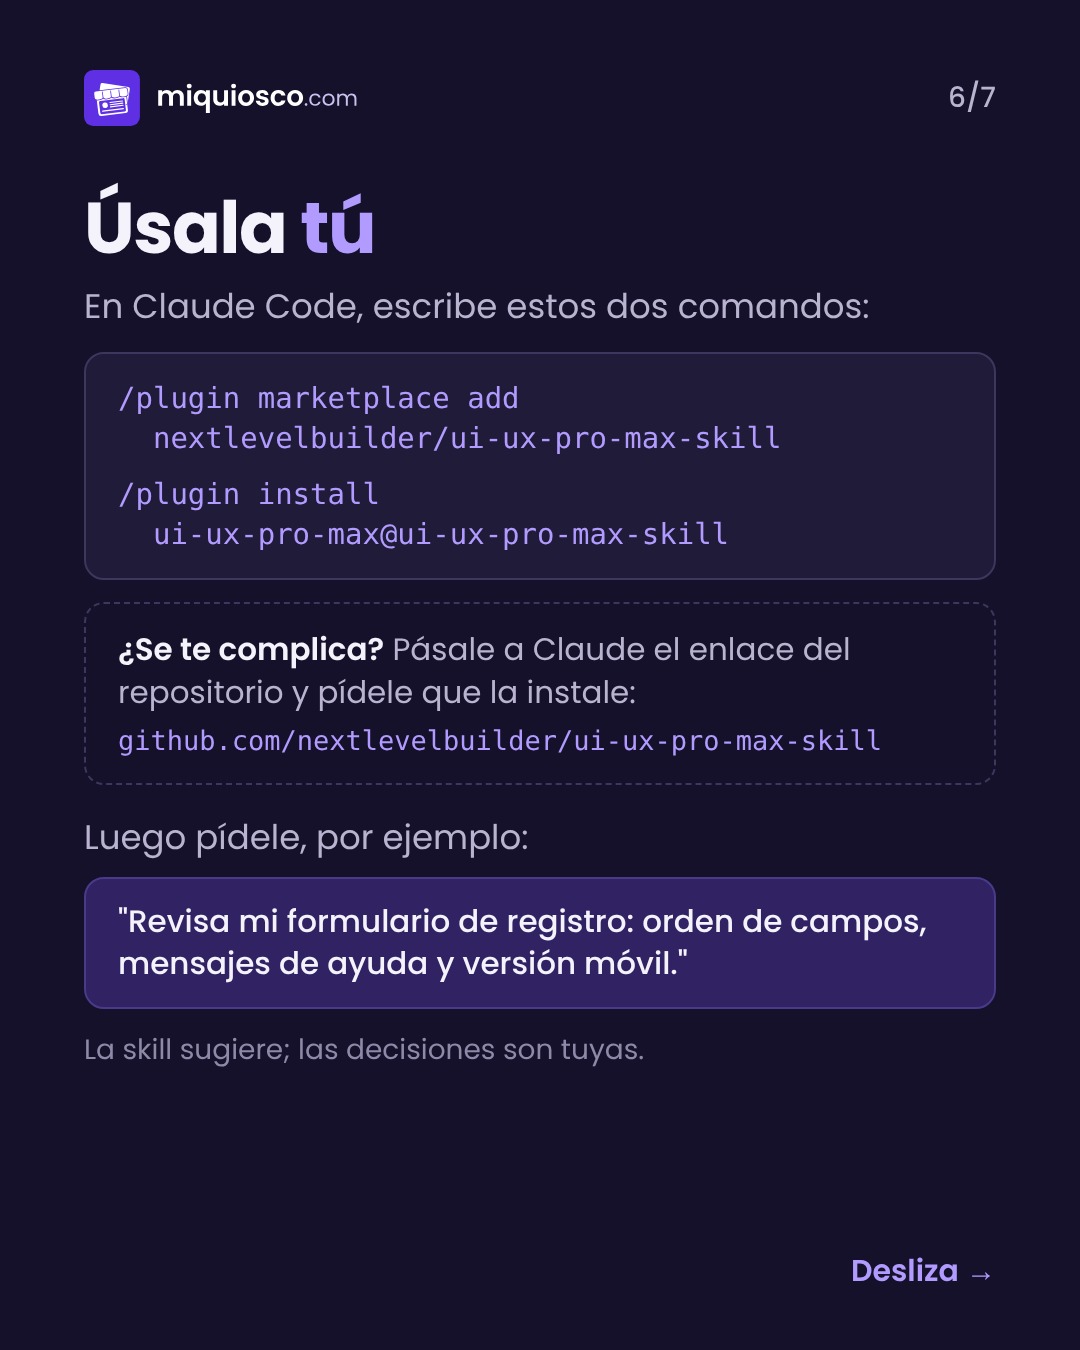 miquiosco.com
6/7
Úsala tú
En Claude Code, escribe estos dos comandos:
/plugin marketplace add
nextlevelbuilder/ui-ux-pro-max-skill
/plugin install
ui-ux-pro-max@ui-ux-pro-max-skill
¿Se te complica? Pásale a Claude el enlace del
repositorio y pídele que la instale:
github.com/nextlevelbuilder/ui-ux-pro-max-skill
Luego pídele, por ejemplo:
"Revisa mi formulario de registro: orden de campos,
mensajes de ayuda y versión móvil."
La skill sugiere; las decisiones son tuyas.
Desliza →